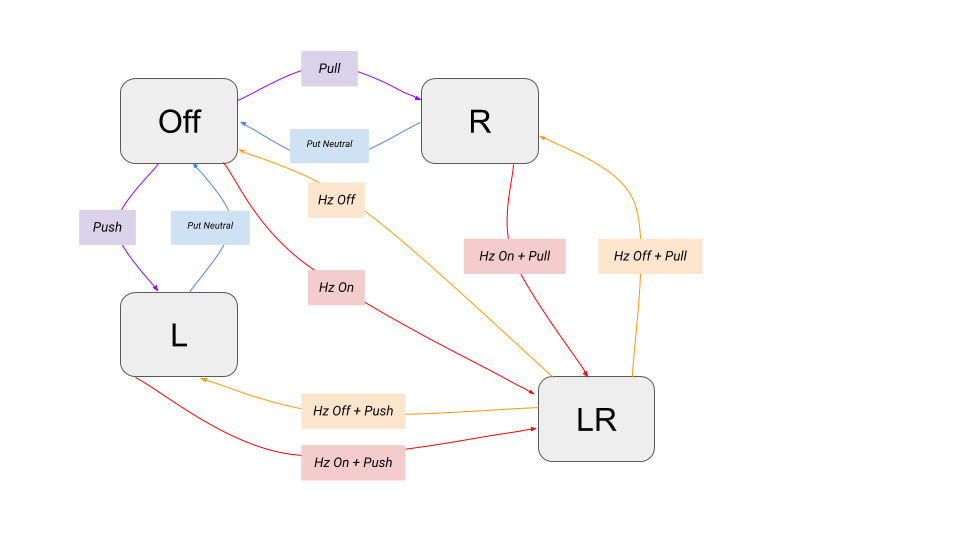 Pull
Off
R
Put Neutral
Hz Off
Push
Put Neutral
Hz On + Pull
Hz Off + Pull
Hz On
L
Hz Off + Push
LR
Hz On + Push